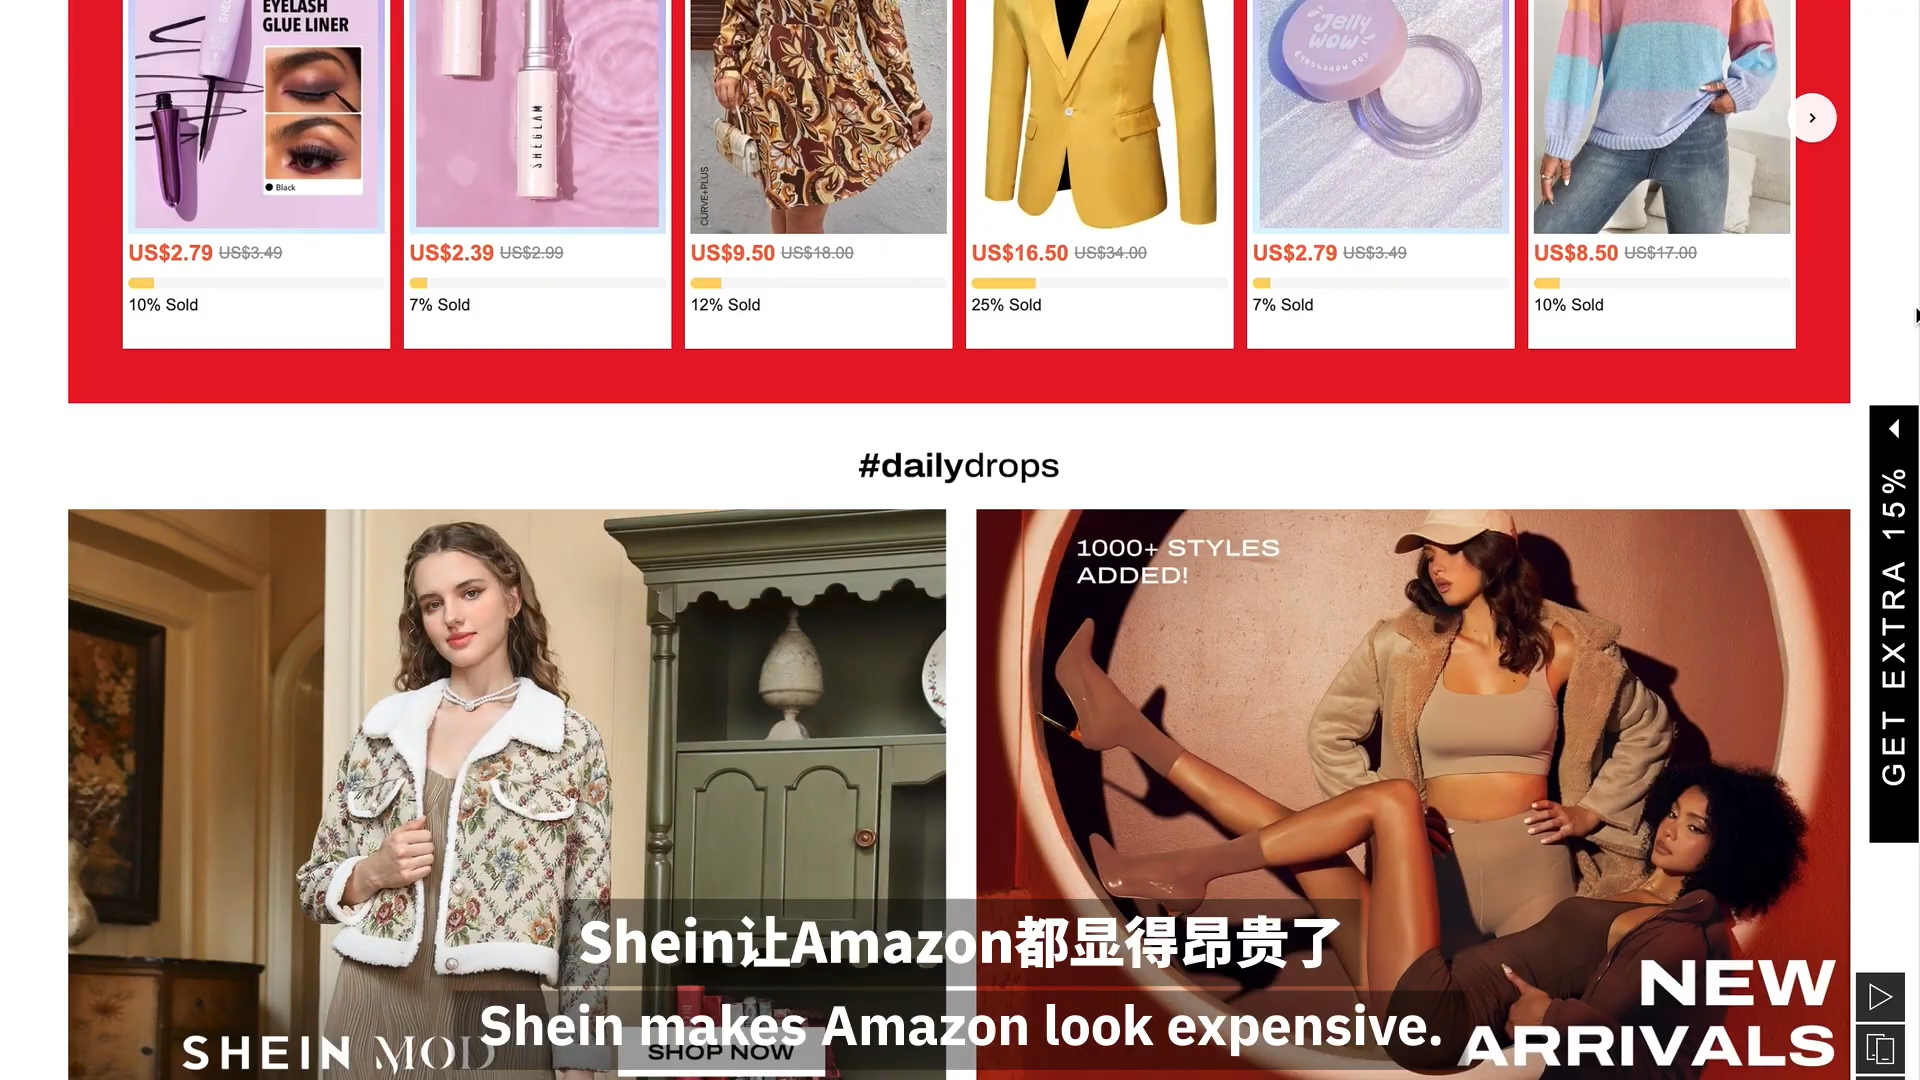 EYELASH
GLUE LINER
Black
SHEGLAM
CURVE+PLUS
Jelly
WOW
Eyeshadow Pop
US$2.79 US$3.49
US$2.39 US$2.99
US$9.50 US$18.00
US$16.50 US$34.00
US$2.79 US$3.49
US$8.50 US$17.00
10% Sold
7% Sold
12% Sold
25% Sold
7% Sold
10% Sold
#dailydrops
GET EXTRA 15%
1000+ STYLES
ADDED!
Shein让Amazon都显得昂贵了
Shein makes Amazon look expensive.
SHEIN MOD
SHOP NOW
NEW
ARRIVALS